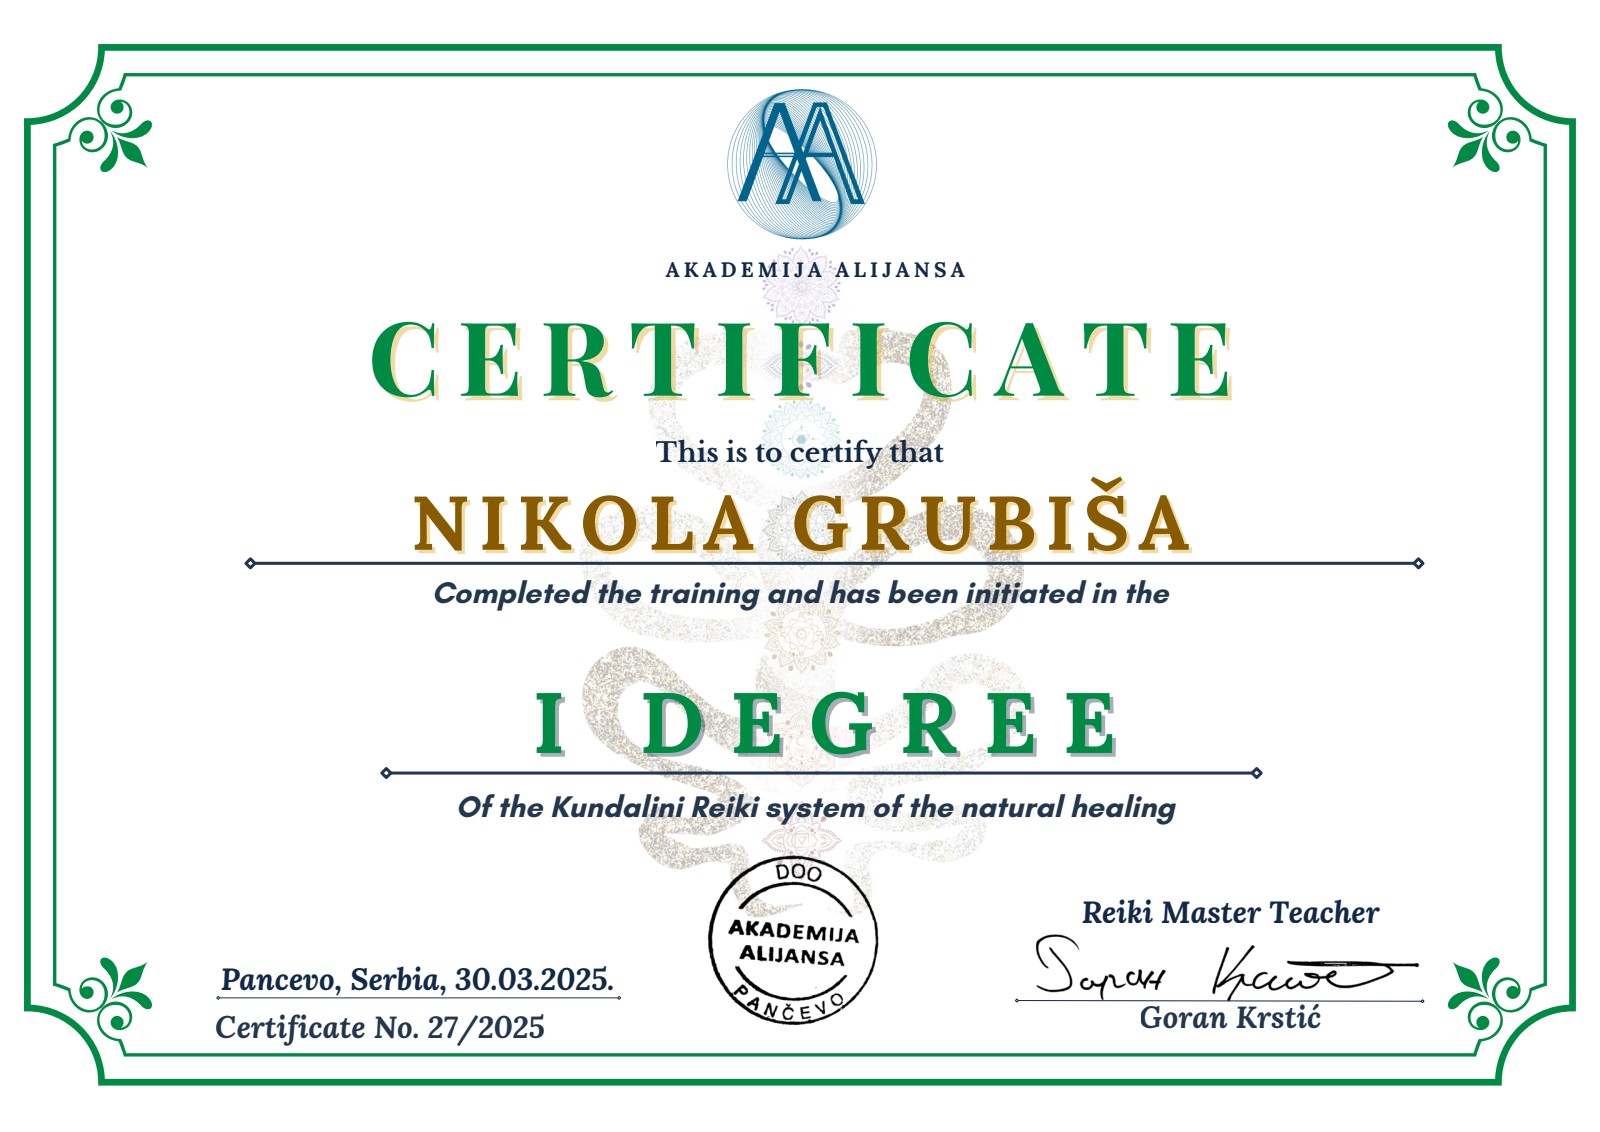 AA
AKADEMIJA ALIJANSA
CERTIFICATE
This is to certify that
NIKOLA GRUBIŠA
Completed the training and has been initiated in the
I DEGREE
Of the Kundalini Reiki system of the natural healing
DOO
AKADEMIJA
ALIJANSA
PANČEVO
Pancevo, Serbia, 30.03.2025.
Certificate No. 27/2025
Reiki Master Teacher
Goran Krstić